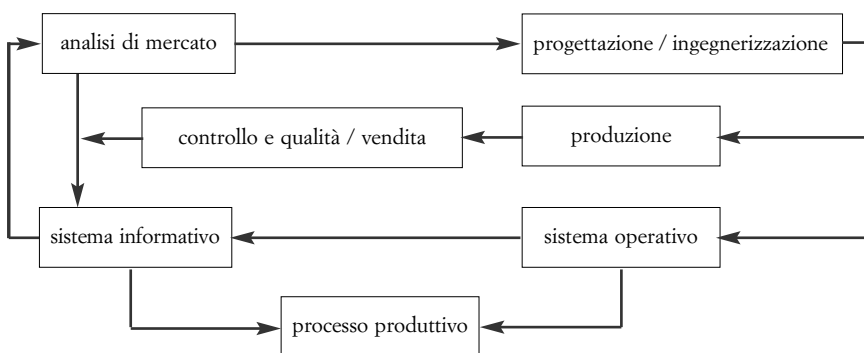 analisi di mercato
progettazione / ingegnerizzazione
controllo e qualità / vendita
produzione
sistema informativo
sistema operativo
processo produttivo